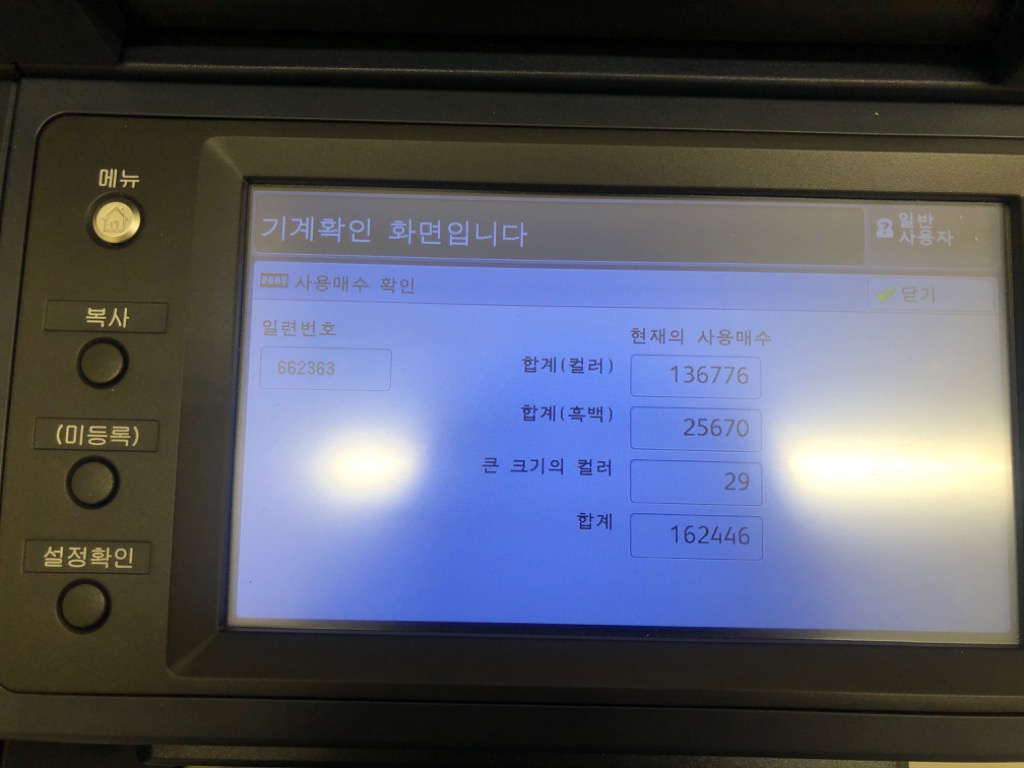 메뉴
복사
(미등록)
설정확인
기계확인 화면입니다
일반
사용자
사용매수 확인
닫기
일련번호
662363
현재의 사용매수
합계(컬러) 136776
합계(흑백) 25670
큰 크기의 컬러 29
합계 162446